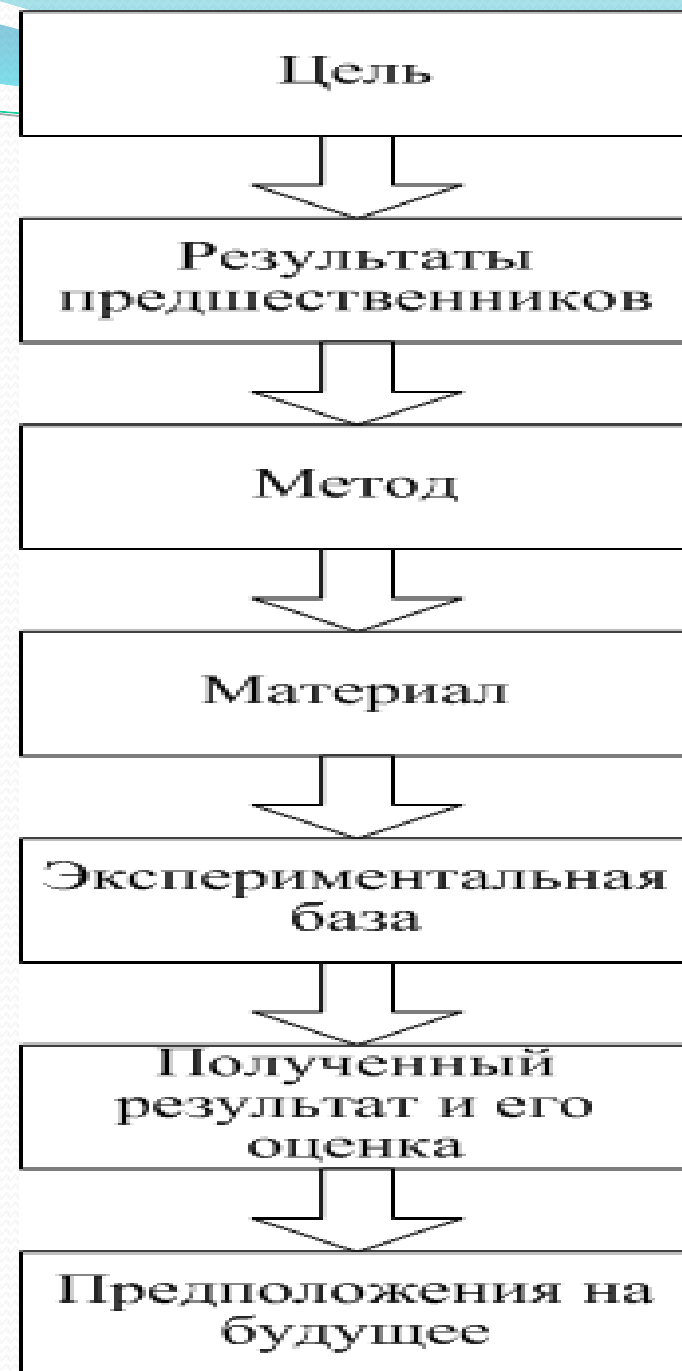 Цель
Результаты
предшественников
Метод
Материал
Экспериментальная
база
Полученный
результат и его
оценка
Предположения на
будущее